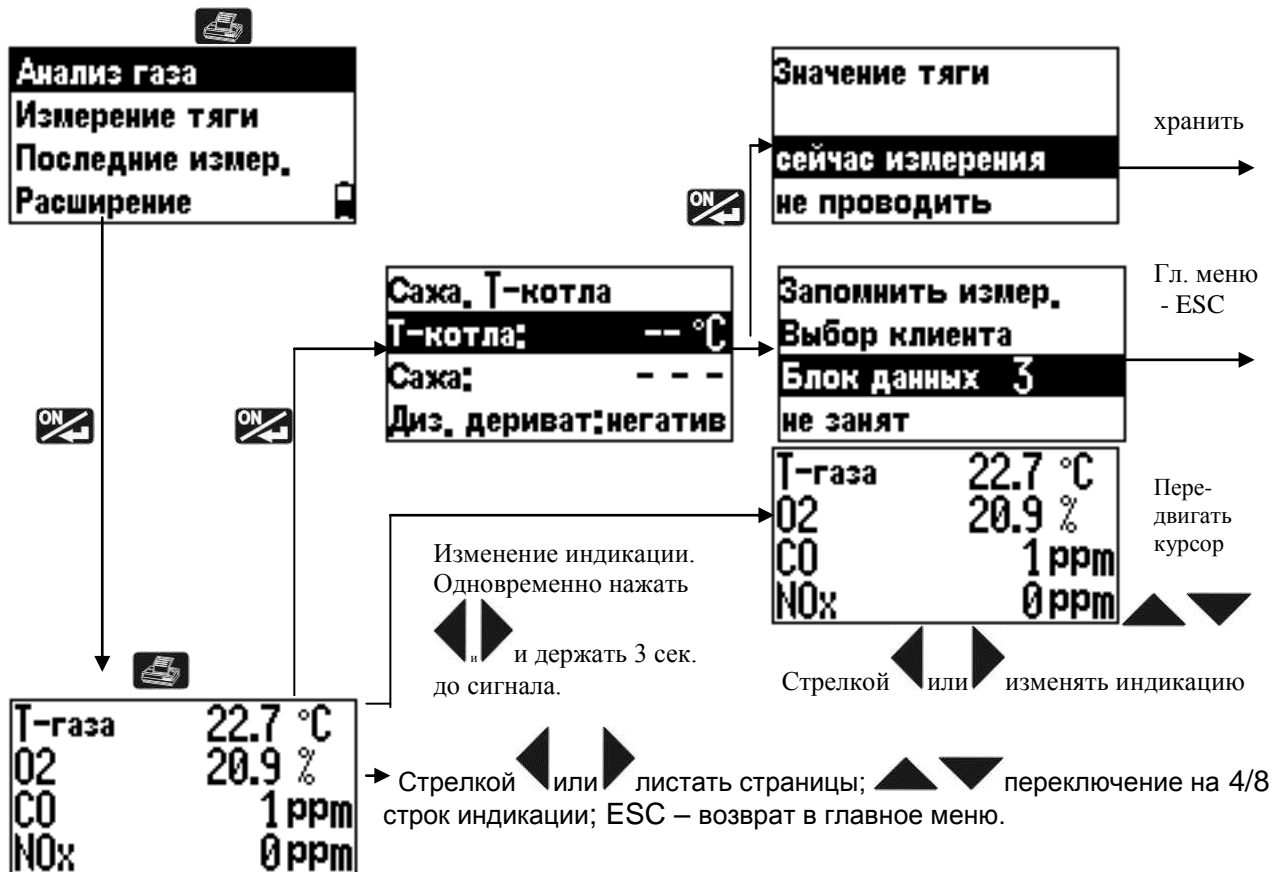 Анализ газа
Измерение тяги
Последние измер.
Расширение
Значение тяги
сейчас измерения
не проводить
хранить
ON
Сажа. Т-котла
Т-котла: -- °C
Сажа: - - -
Диз. дериват:негатив
Запомнить измер.
Выбор клиента
Блок данных 3
не занят
Гл. меню
- ESC
ON
ON
Изменение индикации.
Одновременно нажать
и
и держать 3 сек.
до сигнала.
Т-газа 22.7 °C
O2 20.9 %
CO 1 ppm
NOx 0 ppm
Пере-
двигать
курсор
Стрелкой или изменять индикацию
Т-газа 22.7 °C
O2 20.9 %
CO 1 ppm
NOx 0 ppm
Стрелкой или листать страницы; переключение на 4/8
строк индикации; ESC – возврат в главное меню.